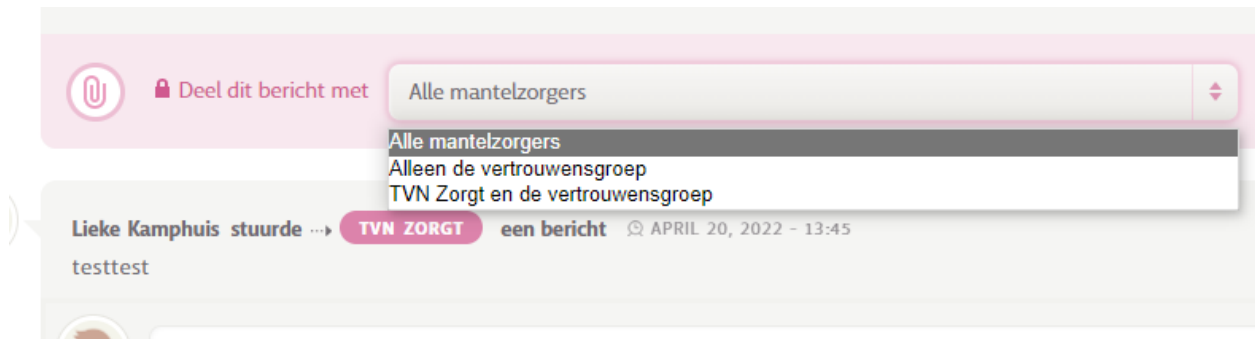 Deel dit bericht met Alle mantelzorgers
Alle mantelzorgers
Alleen de vertrouwensgroep
TVN Zorgt en de vertrouwensgroep
Lieke Kamphuis stuurde ⤑ TVN ZORGT een bericht APRIL 20, 2022 - 13:45
testtest